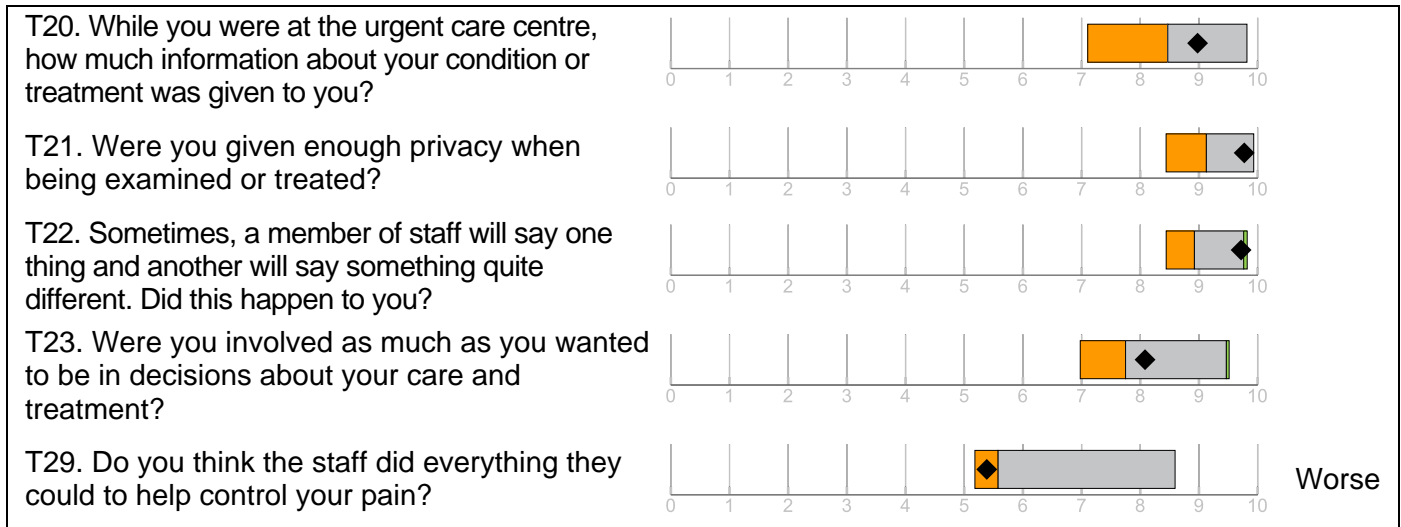 T20. While you were at the urgent care centre,
how much information about your condition or
treatment was given to you?
0 1 2 3 4 5 6 7 8 9 10
T21. Were you given enough privacy when
being examined or treated?
0 1 2 3 4 5 6 7 8 9 10
T22. Sometimes, a member of staff will say one
thing and another will say something quite
different. Did this happen to you?
0 1 2 3 4 5 6 7 8 9 10
T23. Were you involved as much as you wanted
to be in decisions about your care and
treatment?
0 1 2 3 4 5 6 7 8 9 10
T29. Do you think the staff did everything they
could to help control your pain?
0 1 2 3 4 5 6 7 8 9 10
Worse